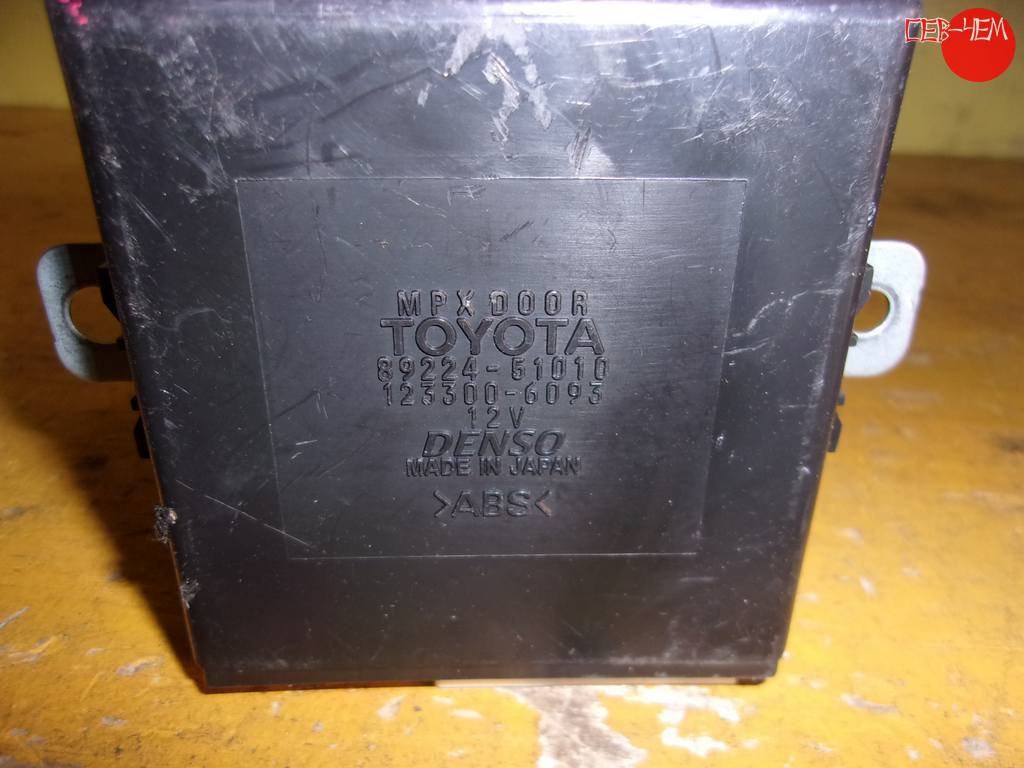 СЕВ-ЧЕМ
MPX DOOR
TOYOTA
89224-51010
123300-6093
12V
DENSO
MADE IN JAPAN
>ABS<